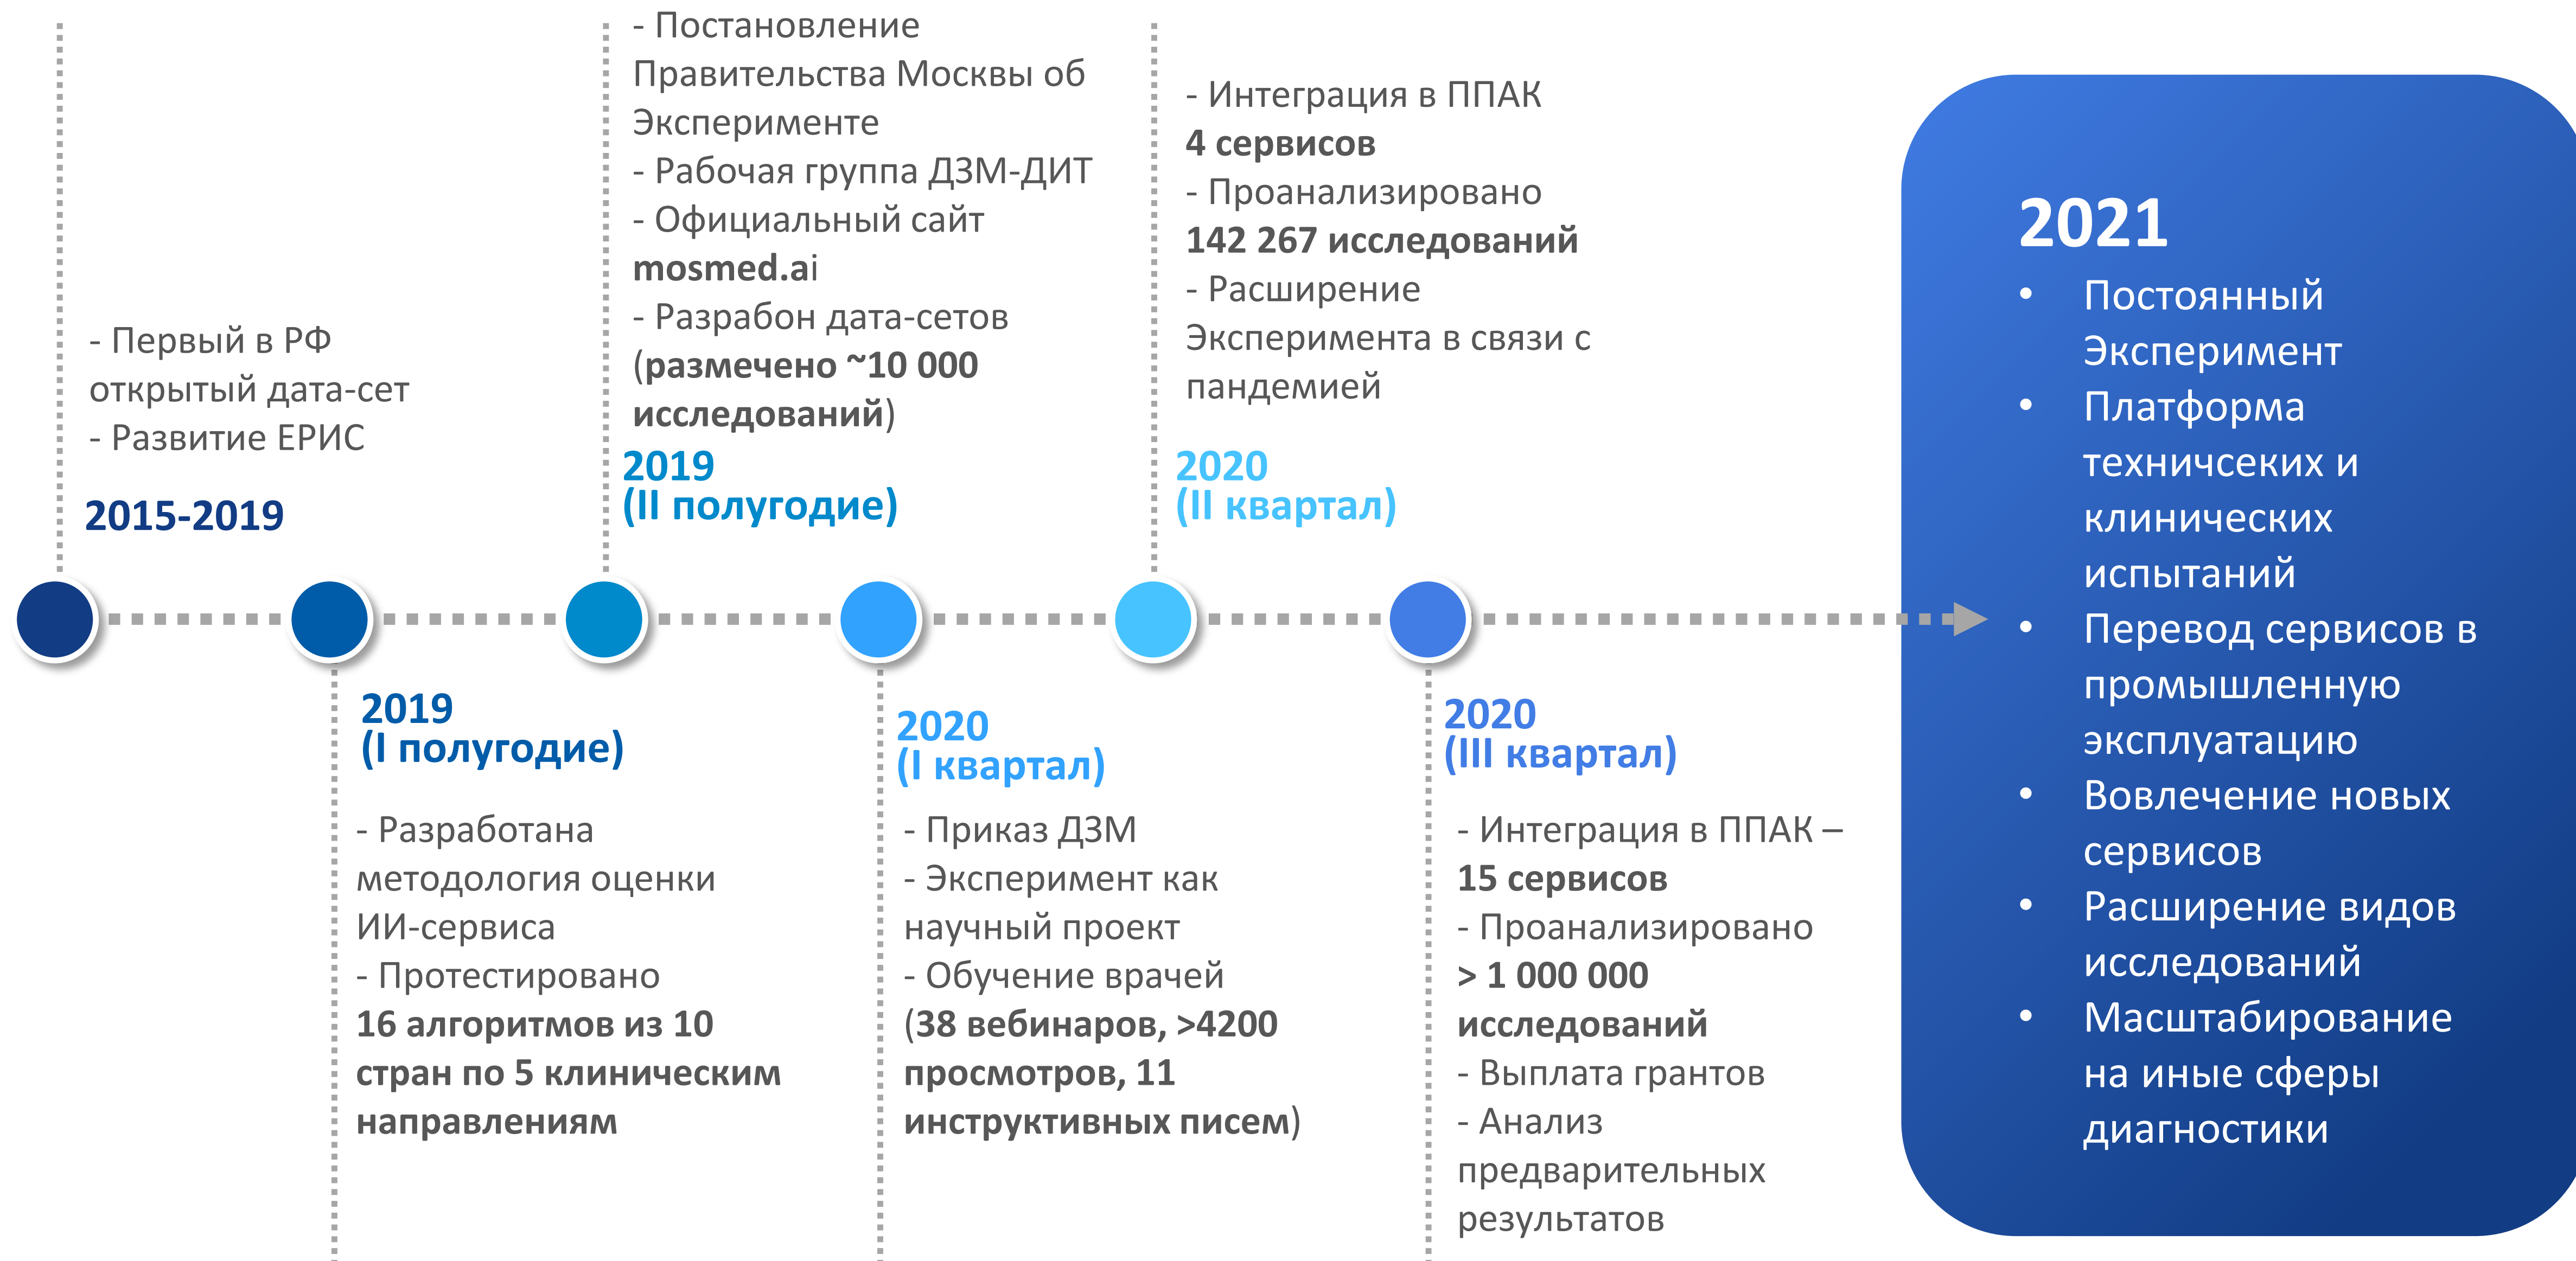 - Первый в РФ
открытый дата-сет
- Развитие ЕРИС
2015-2019
2019
(I полугодие)
- Разработана
методология оценки
ИИ-сервиса
- Протестировано
16 алгоритмов из 10
стран по 5 клиническим
направлениям
- Постановление
Правительства Москвы об
Эксперименте
- Рабочая группа ДЗМ-ДИТ
- Официальный сайт
mosmed.ai
- Разрабон дата-сетов
(размечено ~10 000
исследований)
2019
(II полугодие)
2020
(I квартал)
- Приказ ДЗМ
- Эксперимент как
научный проект
- Обучение врачей
(38 вебинаров, >4200
просмотров, 11
инструктивных писем)
- Интеграция в ППАК
4 сервисов
- Проанализировано
142 267 исследований
- Расширение
Эксперимента в связи с
пандемией
2020
(II квартал)
2020
(III квартал)
- Интеграция в ППАК –
15 сервисов
- Проанализировано
> 1 000 000
исследований
- Выплата грантов
- Анализ
предварительных
результатов
2021
• Постоянный
Эксперимент
• Платформа
техничсеких и
клинических
испытаний
• Перевод сервисов в
промышленную
эксплуатацию
• Вовлечение новых
сервисов
• Расширение видов
исследований
• Масштабирование
на иные сферы
диагностики